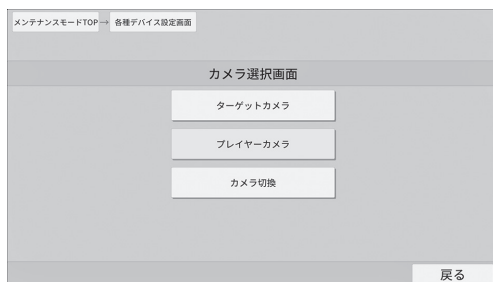 メンテナンスモードTOP→各種デバイス設定画面
カメラ選択画面
ターゲットカメラ
プレイヤーカメラ
カメラ切換
戻る